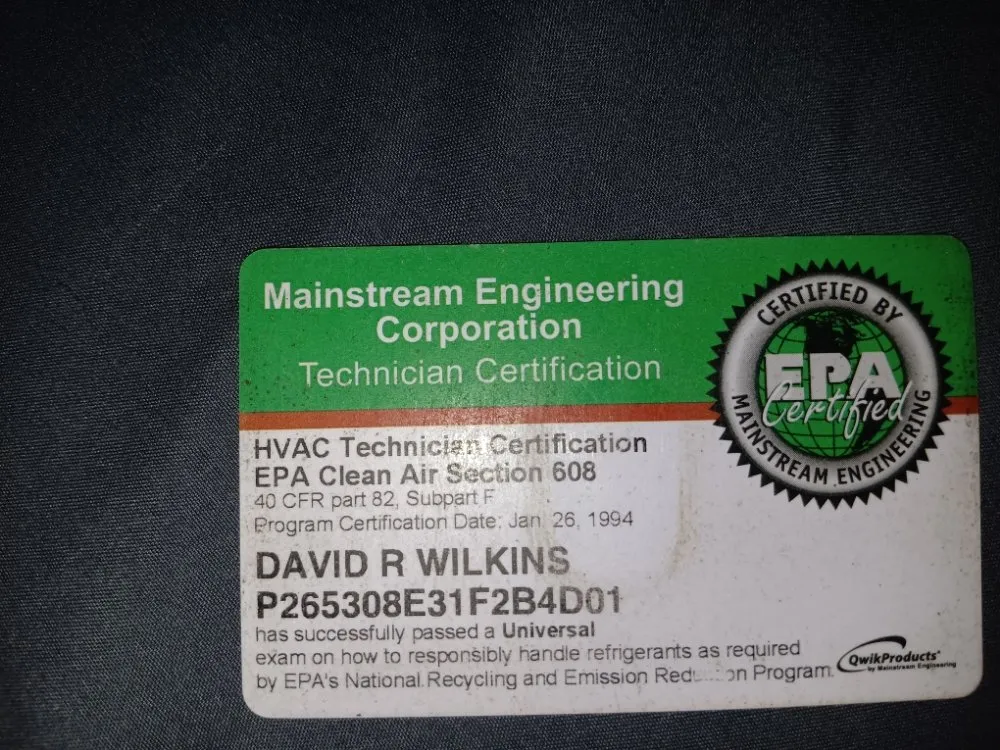 Mainstream Engineering
Corporation
Technician Certification
CERTIFIED BY
EPA
Certified
MAINSTREAM ENGINEERING
HVAC Technician Certification
EPA Clean Air Section 608
40 CFR part 82, Subpart F
Program Certification Date: Jan 26, 1994
DAVID R WILKINS
P265308E31F2B4D01
has successfully passed a Universal
exam on how to responsibly handle refrigerants as required
by EPA's National Recycling and Emission Program.
QwikProducts
by Mainstream Engineering